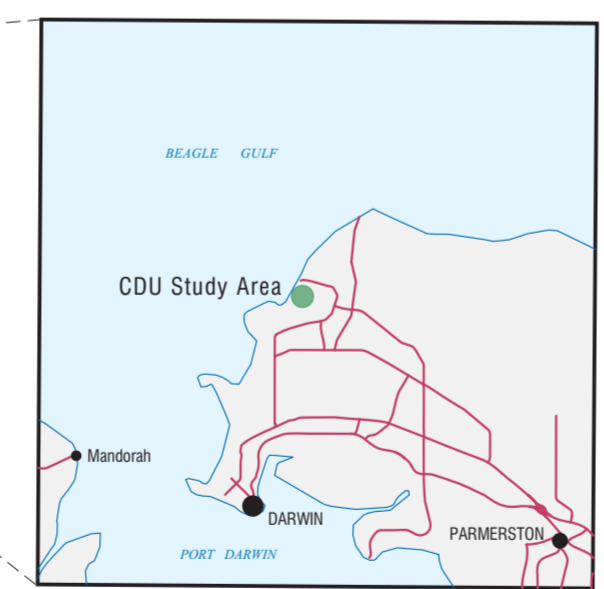 BEAGLE GULF
CDU Study Area
Mandorah
DARWIN
PARMERSTON
PORT DARWIN